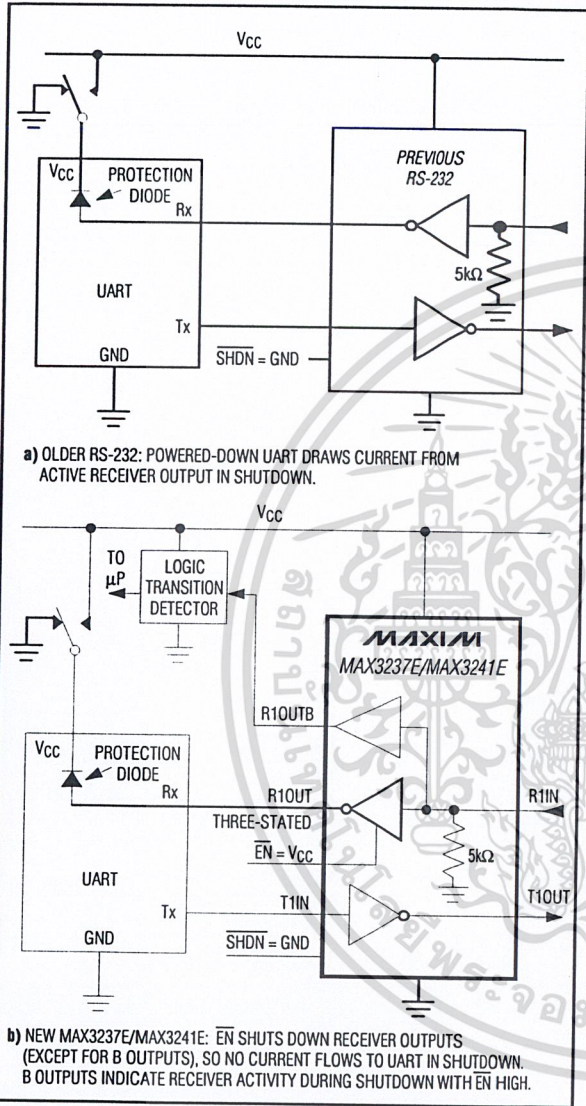 VCC
PREVIOUS
RS-232
VCC
PROTECTION
DIODE
Rx
5kΩ
UART
Tx
GND
SHDN = GND
a) OLDER RS-232: POWERED-DOWN UART DRAWS CURRENT FROM
ACTIVE RECEIVER OUTPUT IN SHUTDOWN.
VCC
TO
μP
LOGIC
TRANSITION
DETECTOR
MAXIM
MAX3237E/MAX3241E
R1OUTB
VCC
PROTECTION
DIODE
Rx
R1OUT
THREE-STATED
R1IN
EN = VCC
5kΩ
UART
T1IN
T1OUT
Tx
GND
SHDN = GND
b) NEW MAX3237E/MAX3241E: EN SHUTS DOWN RECEIVER OUTPUTS
(EXCEPT FOR B OUTPUTS), SO NO CURRENT FLOWS TO UART IN SHUTDOWN.
B OUTPUTS INDICATE RECEIVER ACTIVITY DURING SHUTDOWN WITH EN HIGH.